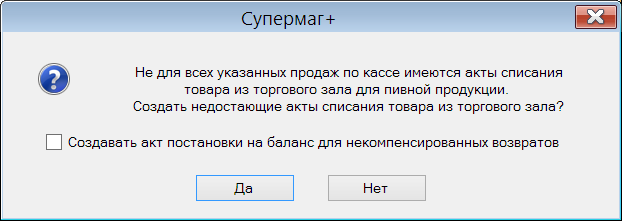 Супермаг+
Не для всех указанных продаж по кассе имеются акты списания
товара из торгового зала для пивной продукции.
Создать недостающие акты списания товара из торгового зала?
Создавать акт постановки на баланс для некомпенсированных возвратов
Да
Нет